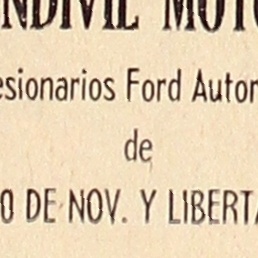 NDIVIL MOTO
esionarios Ford Autor
de
0 DE NOV. Y LIBERTA